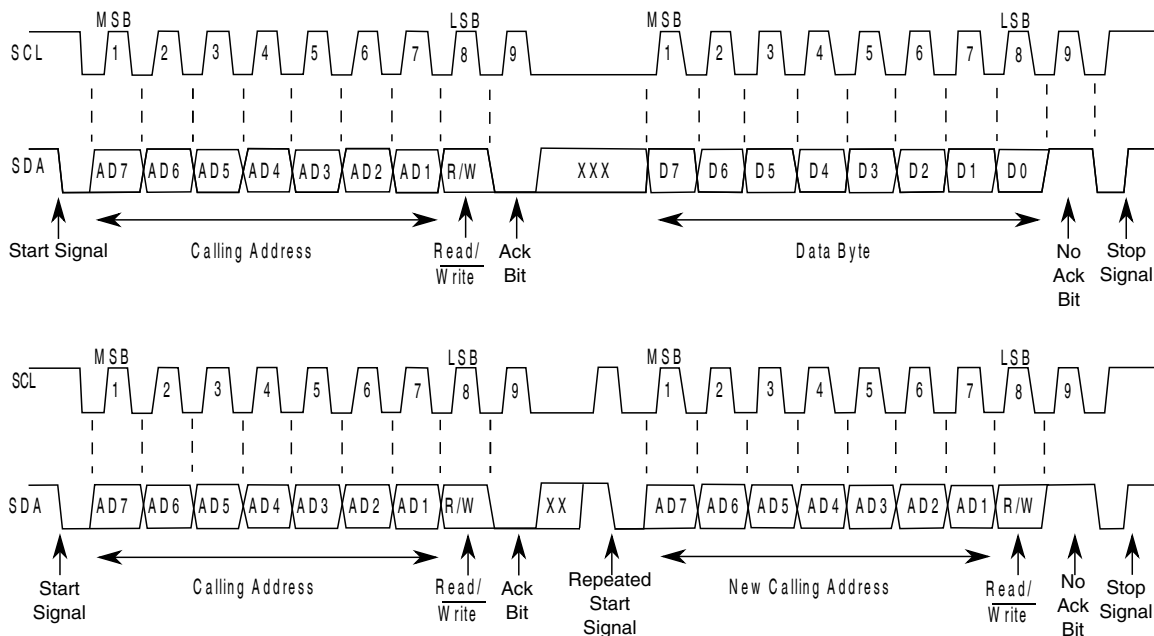 MSB LSB MSB LSB
SCL 1 2 3 4 5 6 7 8 9 1 2 3 4 5 6 7 8 9
SDA AD7 AD6 AD5 AD4 AD3 AD2 AD1 R/W XXX D7 D6 D5 D4 D3 D2 D1 D0
Start Signal Calling Address Read/ Ack Data Byte No Stop
Write Bit Ack Signal
Bit
MSB LSB MSB LSB
SCL 1 2 3 4 5 6 7 8 9 1 2 3 4 5 6 7 8 9
SDA AD7 AD6 AD5 AD4 AD3 AD2 AD1 R/W XX AD7 AD6 AD5 AD4 AD3 AD2 AD1 R/W
Start Calling Address Read/ Ack Repeated New Calling Address Read/ No Stop
Signal Write Bit Start Write Ack Signal
Signal Bit